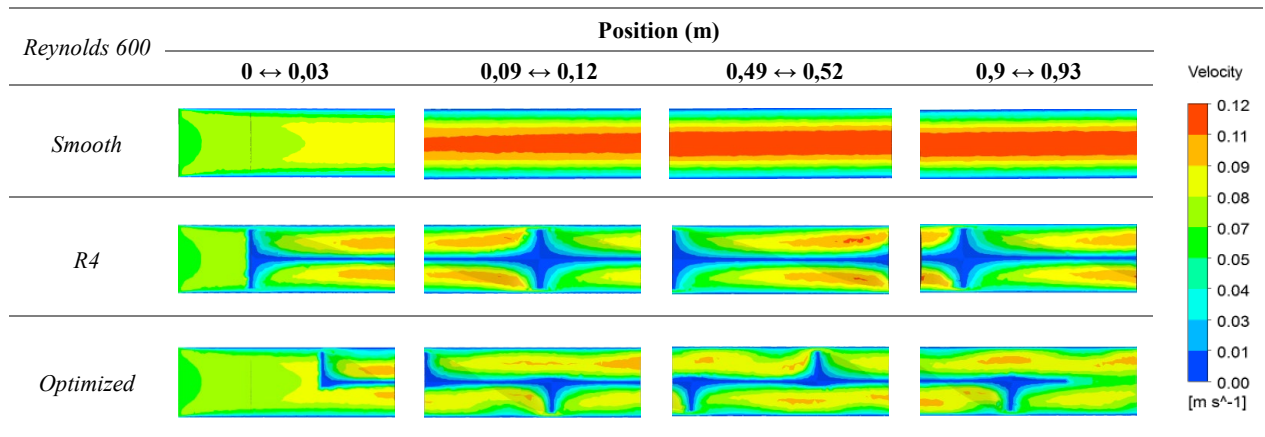 Reynolds 600
Position (m)
0 ↔ 0,03
0,09 ↔ 0,12
0,49 ↔ 0,52
0,9 ↔ 0,93
Smooth
R4
Optimized
Velocity
0.12
0.11
0.09
0.08
0.07
0.05
0.04
0.03
0.01
0.00
[m s^-1]